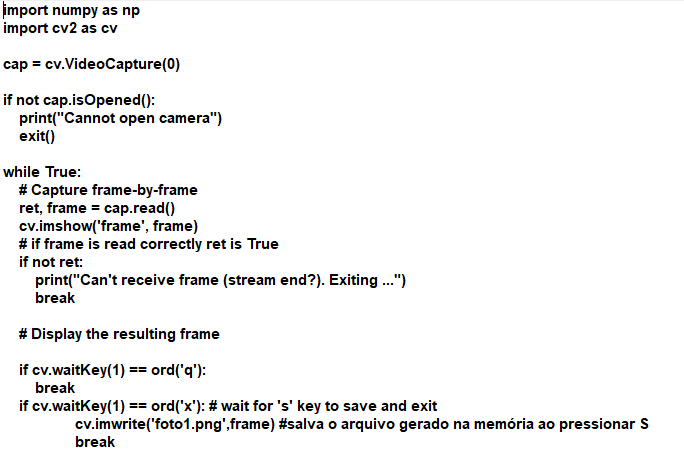 import numpy as np
import cv2 as cv
cap = cv.VideoCapture(0)
if not cap.isOpened():
print("Cannot open camera")
exit()
while True:
# Capture frame-by-frame
ret, frame = cap.read()
cv.imshow('frame', frame)
# if frame is read correctly ret is True
if not ret:
print("Can't receive frame (stream end?). Exiting ...")
break
# Display the resulting frame
if cv.waitKey(1) == ord('q'):
break
if cv.waitKey(1) == ord('x'): # wait for 's' key to save and exit
cv.imwrite('foto1.png',frame) #salva o arquivo gerado na memória ao pressionar S
break